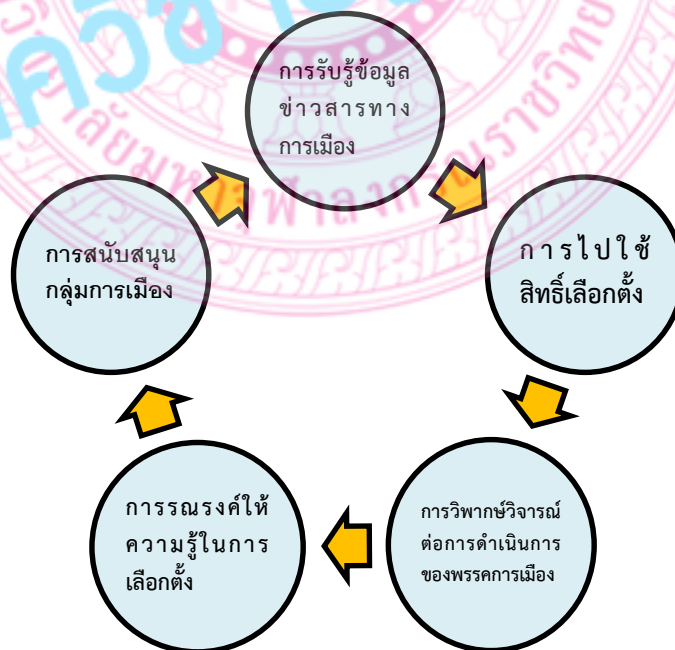 การรับรู้ข้อมูล
ข่าวสารทาง
การเมือง
การไปใช้
สิทธิ์เลือกตั้ง
การวิพากษ์วิจารณ์
ต่อการดำเนินการ
ของพรรคการเมือง
การรณรงค์ให้
ความรู้ในการ
เลือกตั้ง
การสนับสนุน
กลุ่มการเมือง